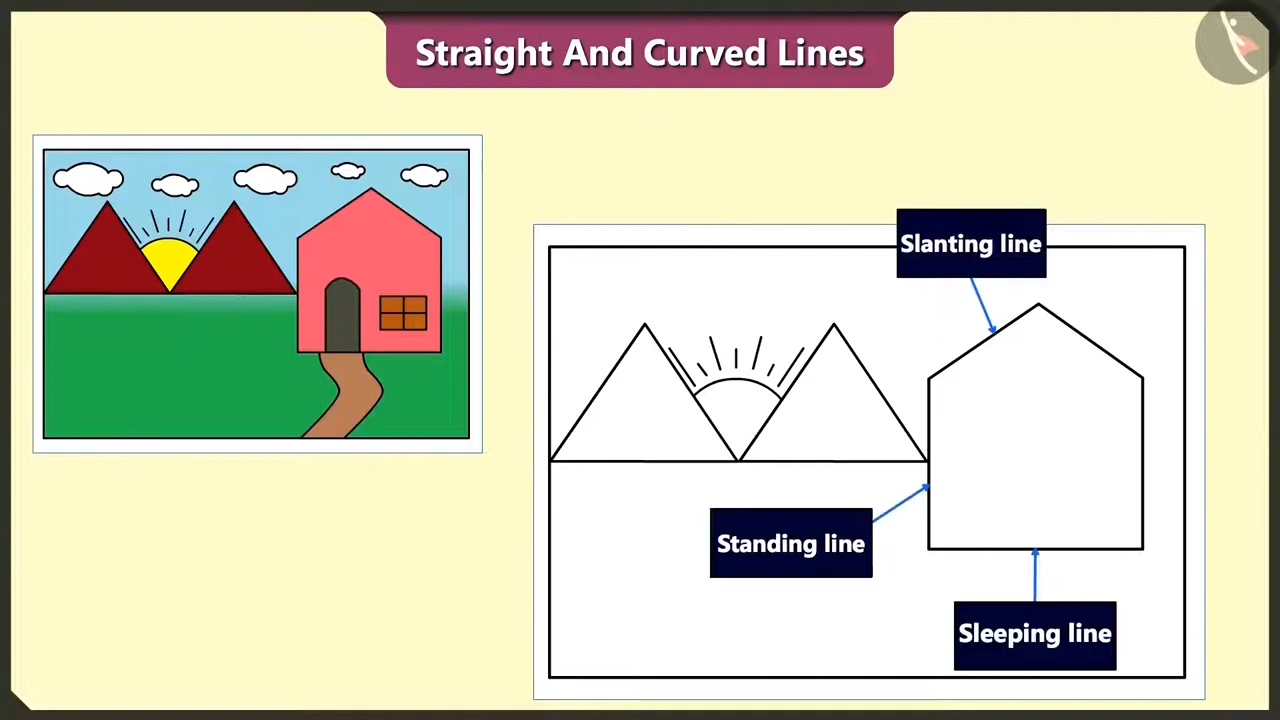 Straight And Curved Lines
Slanting line
Standing line
Sleeping line